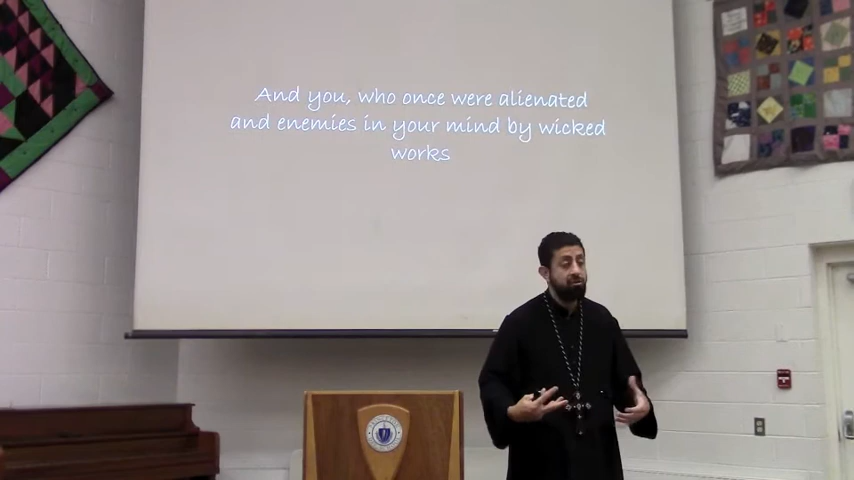 And you, who once were alienated
and enemies in your mind by wicked
works